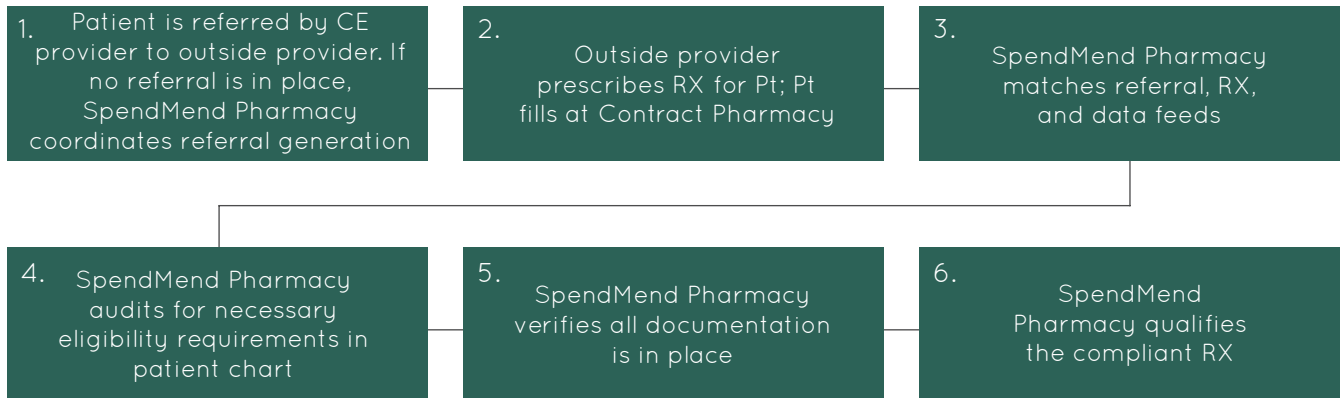 1. Patient is referred by CE
provider to outside provider. If
no referral is in place,
SpendMend Pharmacy
coordinates referral generation
2.
Outside provider
prescribes RX for Pt; Pt
fills at Contract Pharmacy
3.
SpendMend Pharmacy
matches referral, RX,
and data feeds
4.
SpendMend Pharmacy
audits for necessary
eligibility requirements in
patient chart
5.
SpendMend Pharmacy
verifies all documentation
is in place
6.
SpendMend
Pharmacy qualifies
the compliant RX